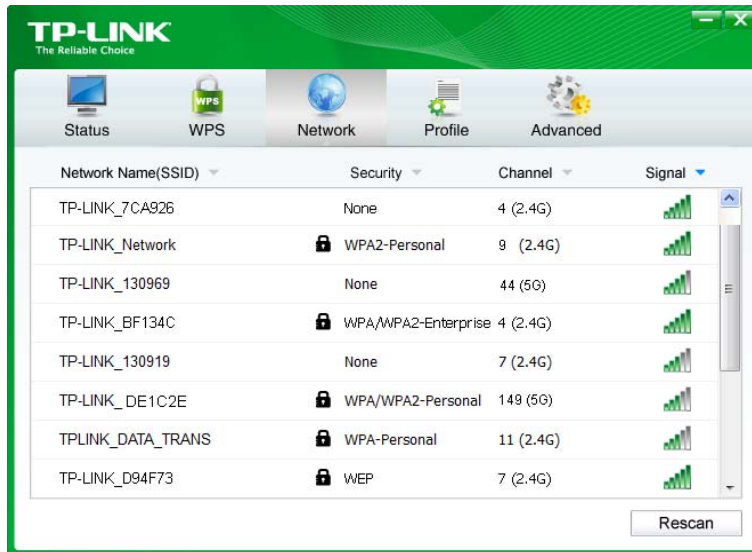 TP-LINK
The Reliable Choice
WPS
Status WPS Network Profile Advanced
Network Name(SSID) Security Channel Signal
TP-LINK_7CA926 None 4 (2.4G)
TP-LINK_Network WPA2-Personal 9 (2.4G)
TP-LINK_130969 None 44 (5G)
TP-LINK_BF134C WPA/WPA2-Enterprise 4 (2.4G)
TP-LINK_130919 None 7 (2.4G)
TP-LINK_DE1C2E WPA/WPA2-Personal 149 (5G)
TPLINK_DATA_TRANS WPA-Personal 11 (2.4G)
TP-LINK_D94F73 WEP 7 (2.4G)
Rescan